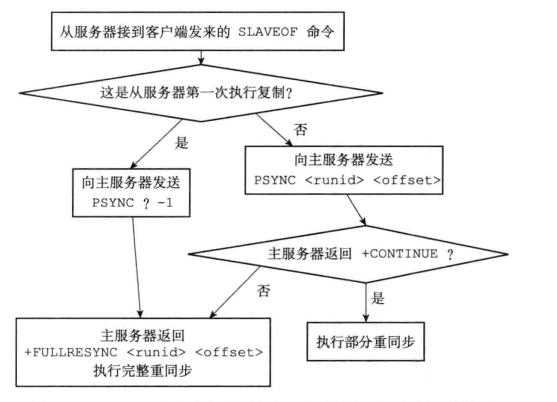 从服务器接到客户端发来的 SLAVEOF 命令
这是从服务器第一次执行复制?
是
否
向主服务器发送
PSYNC ? -1
向主服务器发送
PSYNC <runid> <offset>
主服务器返回 +CONTINUE ?
否
是
主服务器返回
+FULLRESYNC <runid> <offset>
执行完整重同步
执行部分重同步